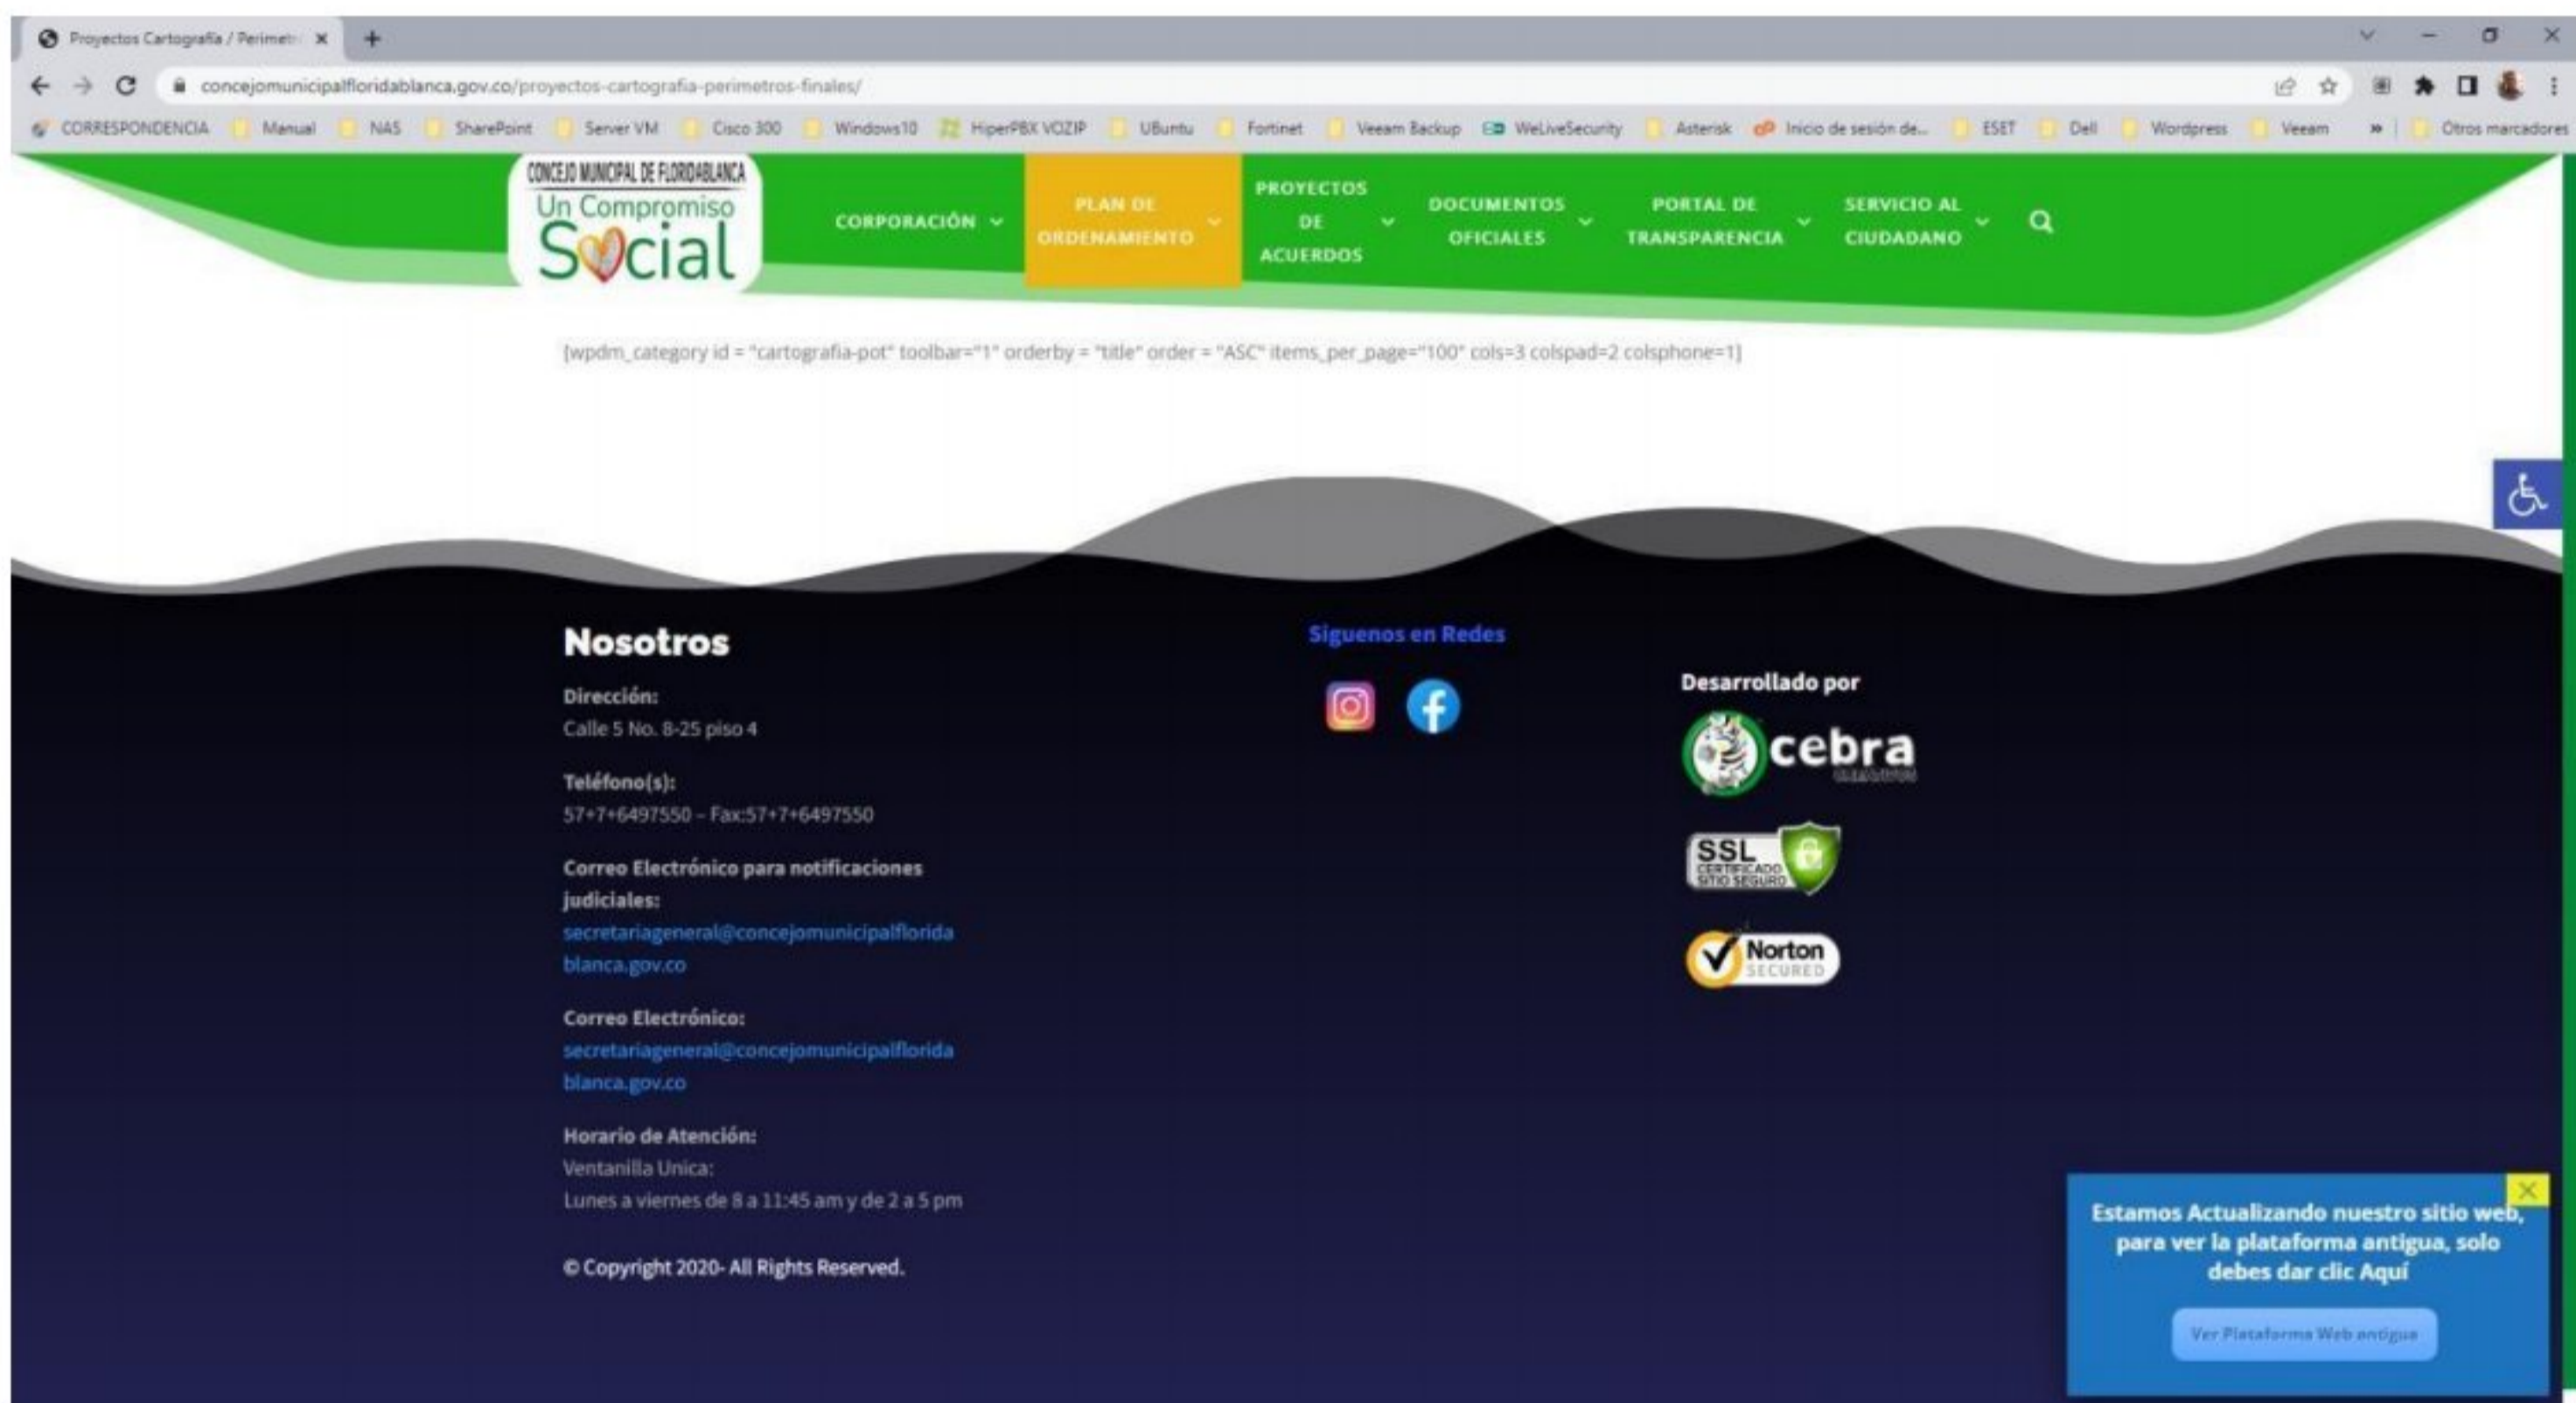 Proyectos Cartografía / Perimetr
concejomunicipalfloridablanca.gov.co/proyectos-cartografia-perimetros-finales/
CORRESPONDENCIA Manual NAS SharePoint Server VM Cisco 300 Windows10 HiperPBX VOZIP UBuntu Fortinet Veeam Backup WeLiveSecurity Asterisk Inicio de sesión de... ESET Dell Wordpress Veeam » Otros marcadores
CONCEJO MUNICIPAL DE FLORIDABLANCA
Un Compromiso
Social
CORPORACIÓN
PLAN DE
ORDENAMIENTO
PROYECTOS
DE
ACUERDOS
DOCUMENTOS
OFICIALES
PORTAL DE
TRANSPARENCIA
SERVICIO AL
CIUDADANO
[wpdm_category id = "cartografia-pot" toolbar="1" orderby = "title" order = "ASC" items_per_page="100" cols=3 colspad=2 colsphone=1]
Nosotros
Dirección:
Calle 5 No. 8-25 piso 4
Teléfono(s):
57+7+6497550 – Fax:57+7+6497550
Correo Electrónico para notificaciones
judiciales:
secretariageneral@concejomunicipalflorida
blanca.gov.co
Correo Electrónico:
secretariageneral@concejomunicipalflorida
blanca.gov.co
Horario de Atención:
Ventanilla Unica:
Lunes a viernes de 8 a 11:45 am y de 2 a 5 pm
© Copyright 2020- All Rights Reserved.
Siguenos en Redes
Desarrollado por
cebra
SSL
CERTIFICADO
SITIO SEGURO
Norton
SECURED
Estamos Actualizando nuestro sitio web,
para ver la plataforma antigua, solo
debes dar clic Aquí
Ver Plataforma Web antigua